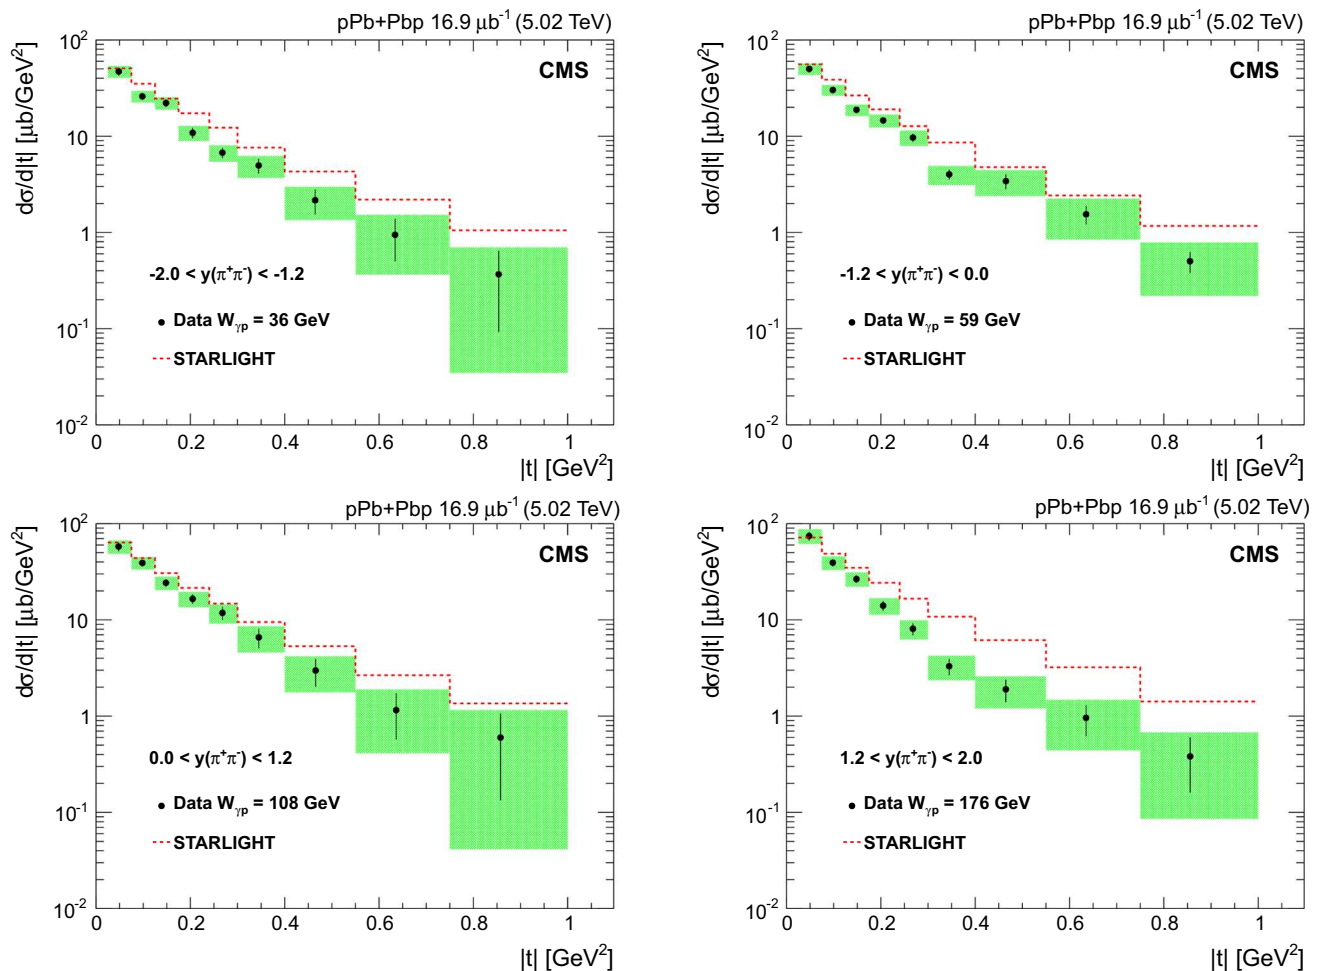 pPb+Pbp 16.9 μb⁻¹ (5.02 TeV)
dσ/d|t| [μb/GeV²]
CMS
10²
10
1
10⁻¹
10⁻²
-2.0 < y(π⁺π⁻) < -1.2
Data Wγp = 36 GeV
STARLIGHT
0 0.2 0.4 0.6 0.8 1
|t| [GeV²]
pPb+Pbp 16.9 μb⁻¹ (5.02 TeV)
dσ/d|t| [μb/GeV²]
CMS
10²
10
1
10⁻¹
10⁻²
-1.2 < y(π⁺π⁻) < 0.0
Data Wγp = 59 GeV
STARLIGHT
0 0.2 0.4 0.6 0.8 1
|t| [GeV²]
pPb+Pbp 16.9 μb⁻¹ (5.02 TeV)
dσ/d|t| [μb/GeV²]
CMS
10²
10
1
10⁻¹
10⁻²
0.0 < y(π⁺π⁻) < 1.2
Data Wγp = 108 GeV
STARLIGHT
0 0.2 0.4 0.6 0.8 1
|t| [GeV²]
pPb+Pbp 16.9 μb⁻¹ (5.02 TeV)
dσ/d|t| [μb/GeV²]
CMS
10²
10
1
10⁻¹
10⁻²
1.2 < y(π⁺π⁻) < 2.0
Data Wγp = 176 GeV
STARLIGHT
0 0.2 0.4 0.6 0.8 1
|t| [GeV²]